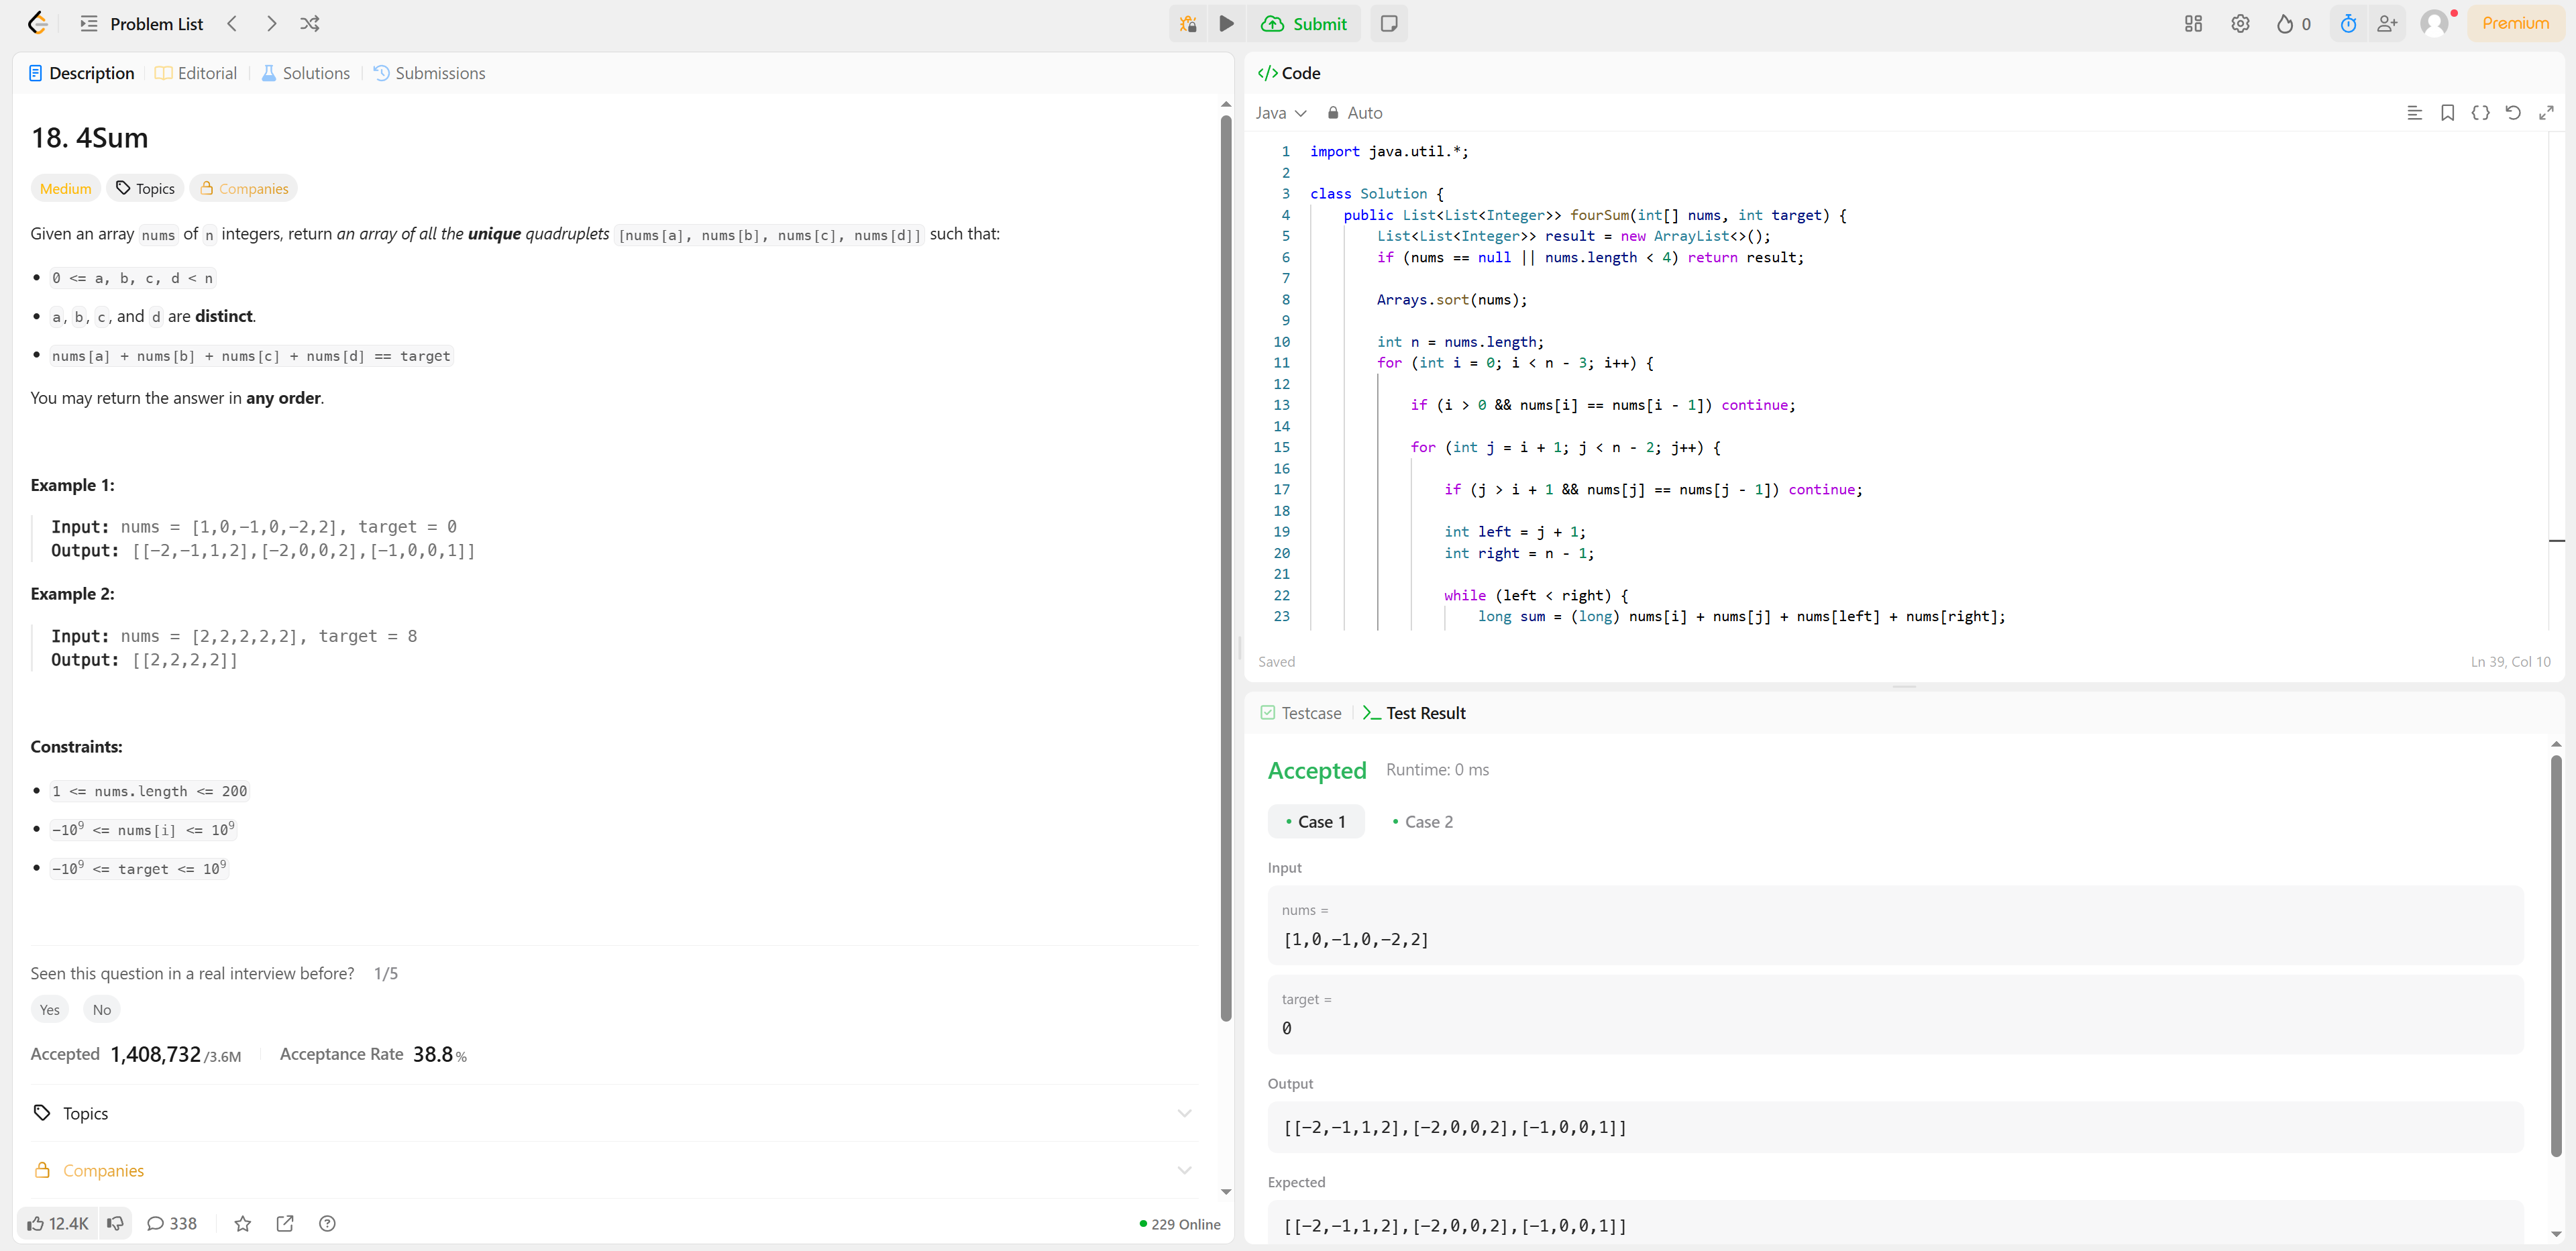 Problem List
Submit
0
Premium
Description
Editorial
Solutions
Submissions
18. 4Sum
Medium
Topics
Companies
Given an array nums of n integers, return an array of all the unique quadruplets [nums[a], nums[b], nums[c], nums[d]] such that:
• 0 <= a, b, c, d < n
• a, b, c, and d are distinct.
• nums[a] + nums[b] + nums[c] + nums[d] == target
You may return the answer in any order.
Example 1:
Input: nums = [1,0,-1,0,-2,2], target = 0
Output: [[-2,-1,1,2],[-2,0,0,2],[-1,0,0,1]]
Example 2:
Input: nums = [2,2,2,2,2], target = 8
Output: [[2,2,2,2]]
Constraints:
• 1 <= nums.length <= 200
• -10⁹ <= nums[i] <= 10⁹
• -10⁹ <= target <= 10⁹
Seen this question in a real interview before? 1/5
Yes
No
Accepted 1,408,732/3.6M
Acceptance Rate 38.8%
Topics
Companies
12.4K
338
229 Online
</> Code
Java
Auto
1 import java.util.*;
2
3 class Solution {
4 public List<List<Integer>> fourSum(int[] nums, int target) {
5 List<List<Integer>> result = new ArrayList<>();
6 if (nums == null || nums.length < 4) return result;
7
8 Arrays.sort(nums);
9
10 int n = nums.length;
11 for (int i = 0; i < n - 3; i++) {
12
13 if (i > 0 && nums[i] == nums[i - 1]) continue;
14
15 for (int j = i + 1; j < n - 2; j++) {
16
17 if (j > i + 1 && nums[j] == nums[j - 1]) continue;
18
19 int left = j + 1;
20 int right = n - 1;
21
22 while (left < right) {
23 long sum = (long) nums[i] + nums[j] + nums[left] + nums[right];
Saved
Ln 39, Col 10
Testcase
Test Result
Accepted
Runtime: 0 ms
• Case 1
• Case 2
Input
nums =
[1,0,-1,0,-2,2]
target =
0
Output
[[-2,-1,1,2],[-2,0,0,2],[-1,0,0,1]]
Expected
[[-2,-1,1,2],[-2,0,0,2],[-1,0,0,1]]